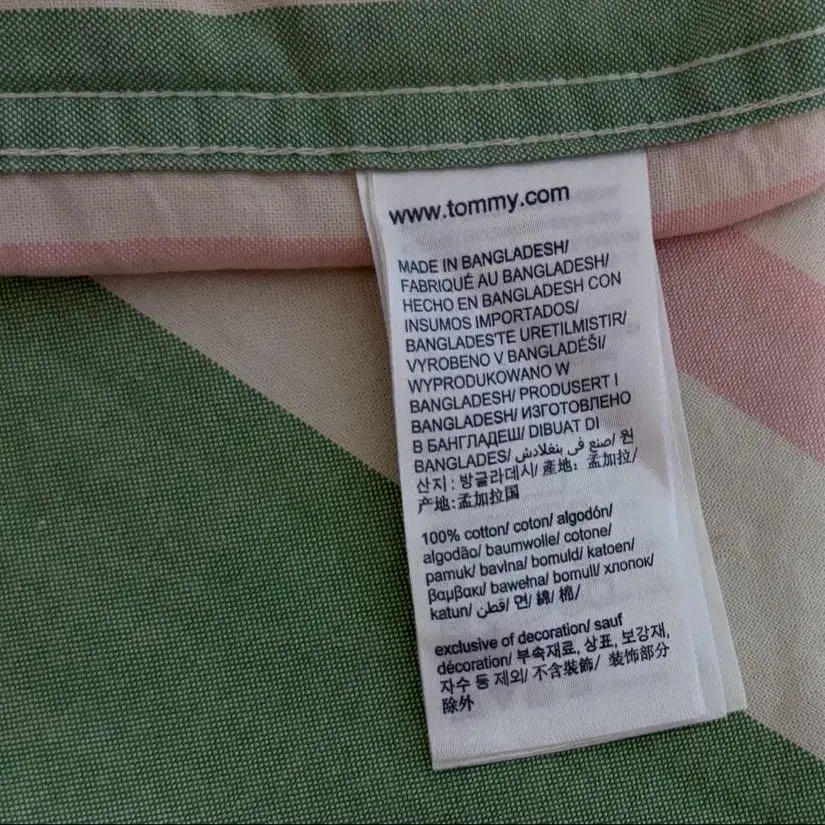 www.tommy.com
MADE IN BANGLADESH/
FABRIQUÉ AU BANGLADESH/
HECHO EN BANGLADESH CON
INSUMOS IMPORTADOS/
BANGLADES'TE URETILMISTIR/
VYROBENO V BANGLADÉŠI/
WYPRODUKOWANO W
BANGLADESH/ PRODUSERT I
BANGLADESH/ ИЗГОТОВЛЕНО
В БАНГЛАДЕШ/ DIBUAT DI
BANGLADES/ صنع في بنغلادش/ 원
산지 : 방글라데시/ 產地: 孟加拉/
产地:孟加拉国
100% cotton/ coton/ algodón/
algodão/ baumwolle/ cotone/
pamuk/ bavlna/ bomuld/ katoen/
βαμβακι/ bawełna/ bomull/ хлопок/
katun/ قطن/ 면/ 綿/ 棉/
exclusive of decoration/ sauf
décoration/ 부속재료, 상표, 보강재,
자수 등 제외/ 不含裝飾/ 装饰部分
除外